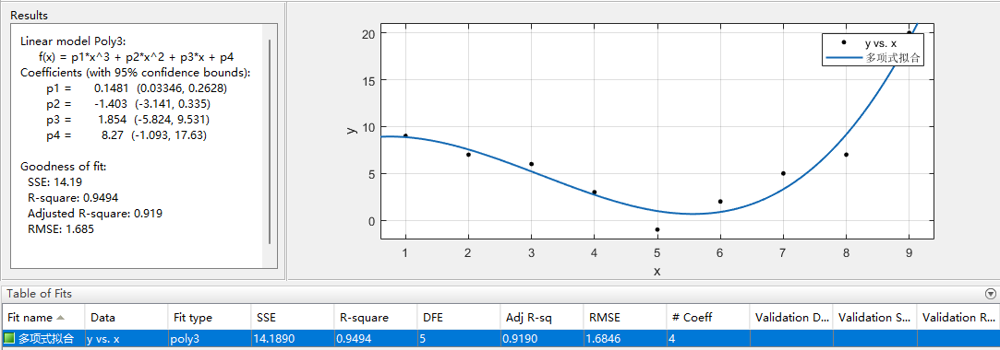 Results
Linear model Poly3:
f(x) = p1*x^3 + p2*x^2 + p3*x + p4
Coefficients (with 95% confidence bounds):
p1 = 0.1481 (0.03346, 0.2628)
p2 = -1.403 (-3.141, 0.335)
p3 = 1.854 (-5.824, 9.531)
p4 = 8.27 (-1.093, 17.63)
Goodness of fit:
SSE: 14.19
R-square: 0.9494
Adjusted R-square: 0.919
RMSE: 1.685
20
15
10
5
0
y
1 2 3 4 5 6 7 8 9
x
y vs. x
多项式拟合
Table of Fits
Fit name Data Fit type SSE R-square DFE Adj R-sq RMSE # Coeff Validation D... Validation S... Validation R...
多项式拟合 y vs. x poly3 14.1890 0.9494 5 0.9190 1.6846 4